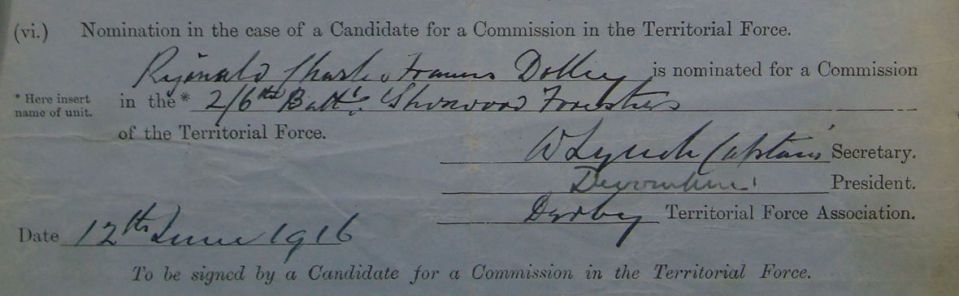 (vi.) Nomination in the case of a Candidate for a Commission in the Territorial Force.
Reginald Charles Francis is nominated for a Commission
* Here insert name of unit.
in the* 2/6th Battn. Sherwood Foresters
of the Territorial Force.
W Lynch Captain Secretary.
Devonshire President.
Derby Territorial Force Association.
Date 12th June 1916
To be signed by a Candidate for a Commission in the Territorial Force.